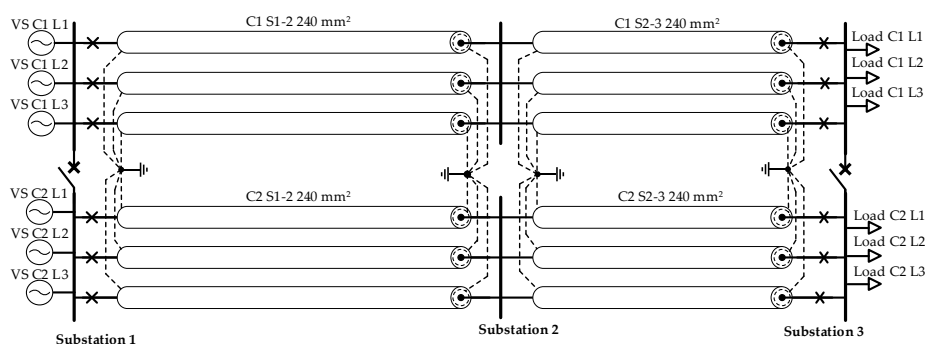 VS C1 L1
C1 S1-2 240 mm²
C1 S2-3 240 mm²
Load C1 L1
VS C1 L2
Load C1 L2
VS C1 L3
Load C1 L3
VS C2 L1
C2 S1-2 240 mm²
C2 S2-3 240 mm²
Load C2 L1
VS C2 L2
Load C2 L2
VS C2 L3
Load C2 L3
Substation 1
Substation 2
Substation 3